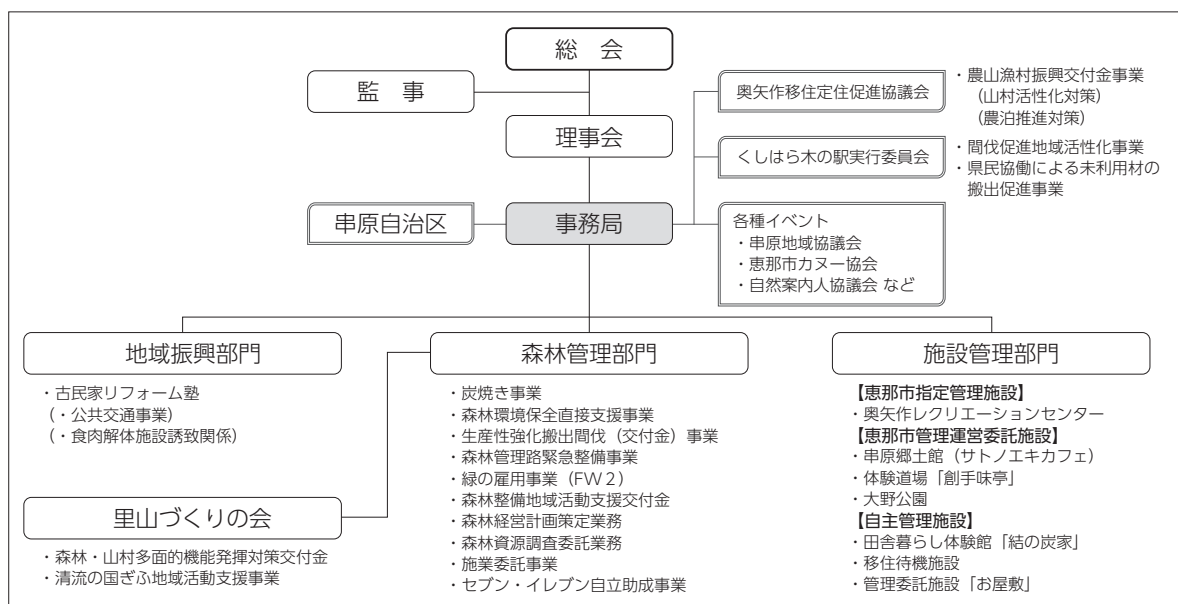 総　会
監　事
理事会
串原自治区
事務局
奥矢作移住定住促進協議会
・農山漁村振興交付金事業
（山村活性化対策）
（農泊推進対策）
くしはら木の駅実行委員会
・間伐促進地域活性化事業
・県民協働による未利用材の
搬出促進事業
各種イベント
・串原地域協議会
・恵那市カヌー協会
・自然案内人協議会 など
地域振興部門
・古民家リフォーム塾
（・公共交通事業）
（・食肉解体施設誘致関係）
里山づくりの会
・森林・山村多面的機能発揮対策交付金
・清流の国ぎふ地域活動支援事業
森林管理部門
・炭焼き事業
・森林環境保全直接支援事業
・生産性強化搬出間伐（交付金）事業
・森林管理路緊急整備事業
・緑の雇用事業（FW２）
・森林整備地域活動支援交付金
・森林経営計画策定業務
・森林資源調査委託業務
・施業委託事業
・セブン・イレブン自立助成事業
施設管理部門
【恵那市指定管理施設】
・奥矢作レクリエーションセンター
【恵那市管理運営委託施設】
・串原郷土館（サトノエキカフェ）
・体験道場「創手味亭」
・大野公園
【自主管理施設】
・田舎暮らし体験館「結の炭家」
・移住待機施設
・管理委託施設「お屋敷」